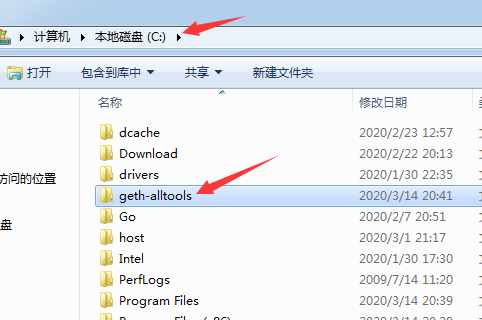 计算机 本地磁盘 (C:)
打开 包含到库中 共享 新建文件夹
名称 修改日期
dcache 2020/2/23 12:57
Download 2020/2/22 20:13
drivers 2020/1/30 22:35
访问的位置
geth-alltools 2020/3/14 20:41
Go 2020/2/7 20:51
盘
host 2020/3/1 21:17
Intel 2020/1/30 17:30
PerfLogs 2009/7/14 11:20
Program Files 2020/3/14 20:39